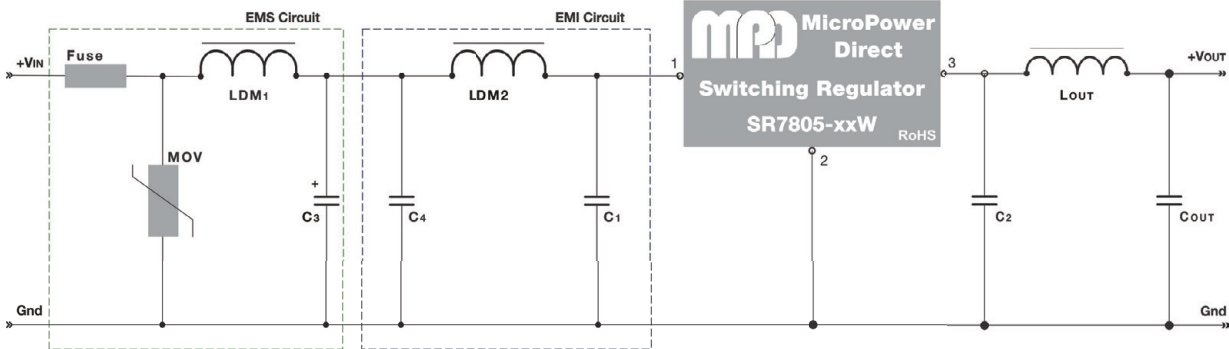 EMS Circuit
EMI Circuit
MPD MicroPower
Direct
+VIN
Fuse
1
3
+VOUT
LDM1
LDM2
Switching Regulator
LOUT
SR7805-xxW
RoHS
MOV
2
+
C3
C4
C1
C2
COUT
Gnd
Gnd